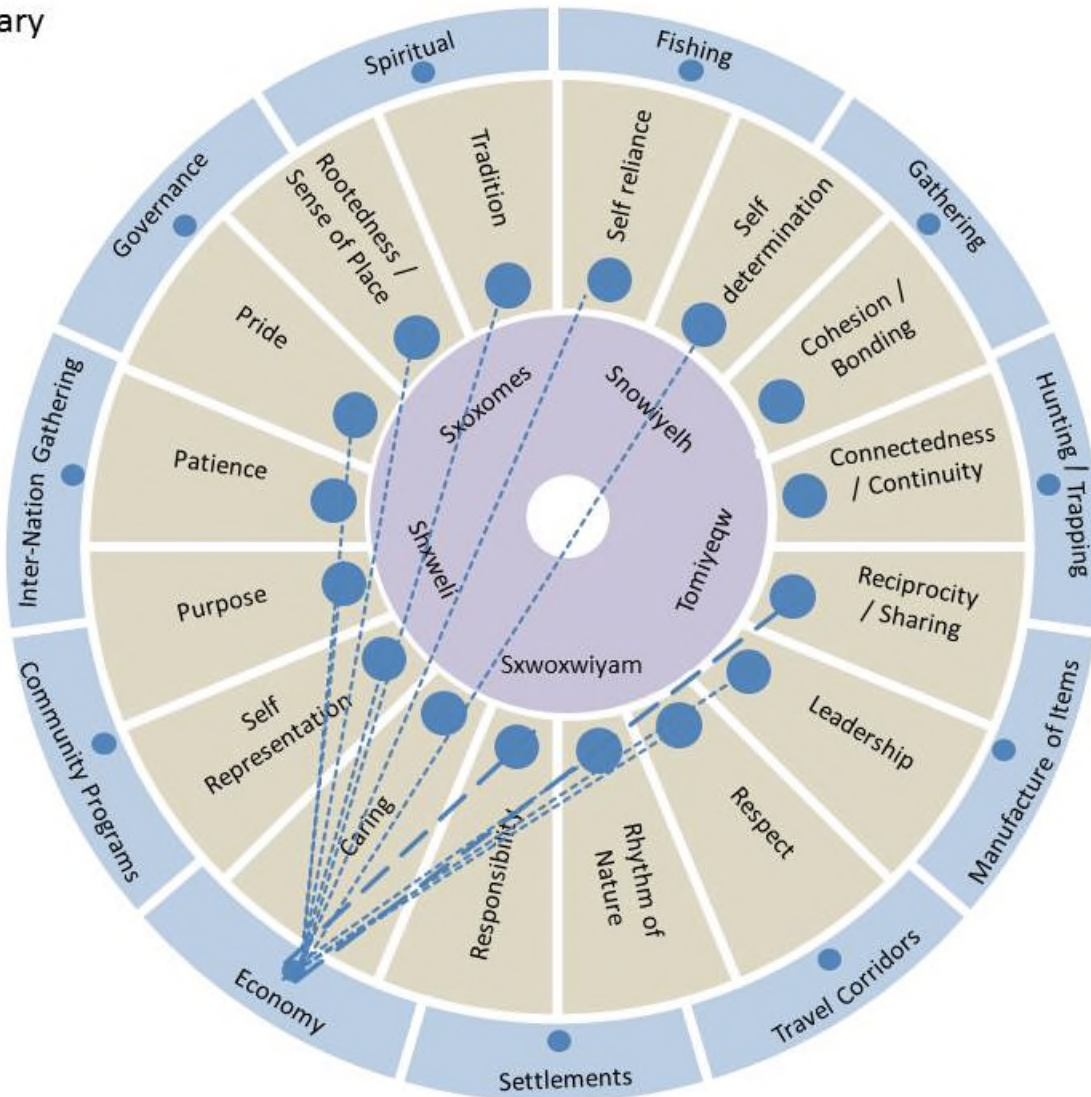 ary
Spiritual
Fishing
Gathering
Hunting / Trapping
Manufacture of Items
Travel Corridors
Settlements
Economy
Community Programs
Inter-Nation Gathering
Governance
Tradition
Self reliance
Self
determination
Cohesion /
Bonding
Connectedness
/ Continuity
Reciprocity
/ Sharing
Leadership
Respect
Rhythm of
Nature
Responsibility
Caring
Self
Representation
Purpose
Patience
Pride
Rootedness /
Sense of Place
Sxoxomes
Snowiyelh
Tomiyeqw
Sxwoxwiyam
Shxweli